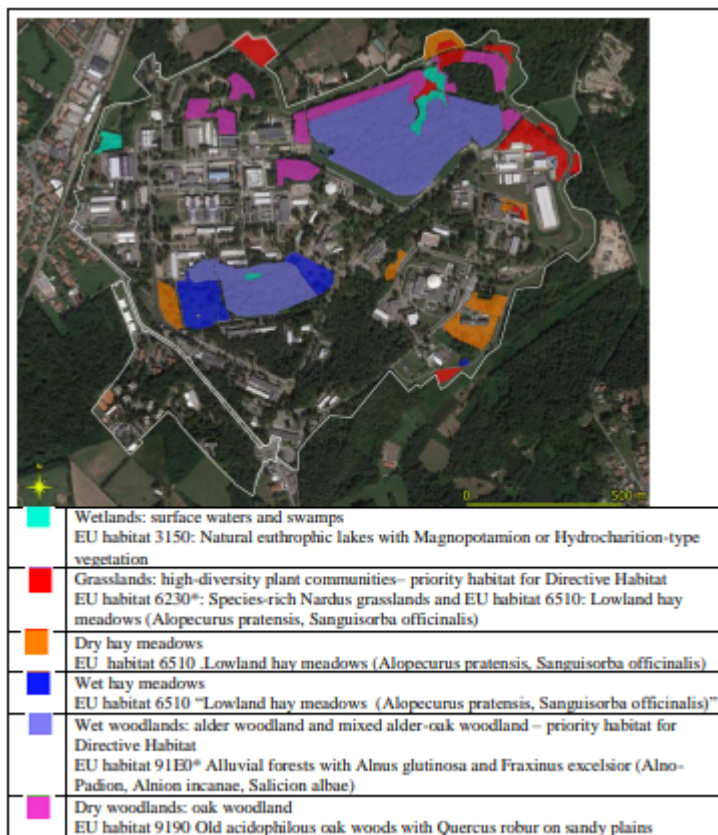 N
0 500 m
Wetlands: surface waters and swamps
EU habitat 3150: Natural euthrophic lakes with Magnopotamion or Hydrocharition-type
vegetation
Grasslands: high-diversity plant communities– priority habitat for Directive Habitat
EU habitat 6230*: Species-rich Nardus grasslands and EU habitat 6510: Lowland hay
meadows (Alopecurus pratensis, Sanguisorba officinalis)
Dry hay meadows
EU habitat 6510 .Lowland hay meadows (Alopecurus pratensis, Sanguisorba officinalis)
Wet hay meadows
EU habitat 6510 “Lowland hay meadows (Alopecurus pratensis, Sanguisorba officinalis)”
Wet woodlands: alder woodland and mixed alder-oak woodland – priority habitat for
Directive Habitat
EU habitat 91E0* Alluvial forests with Alnus glutinosa and Fraxinus excelsior (Alno-
Padion, Alnion incanae, Salicion albae)
Dry woodlands: oak woodland
EU habitat 9190 Old acidophilous oak woods with Quercus robur on sandy plains